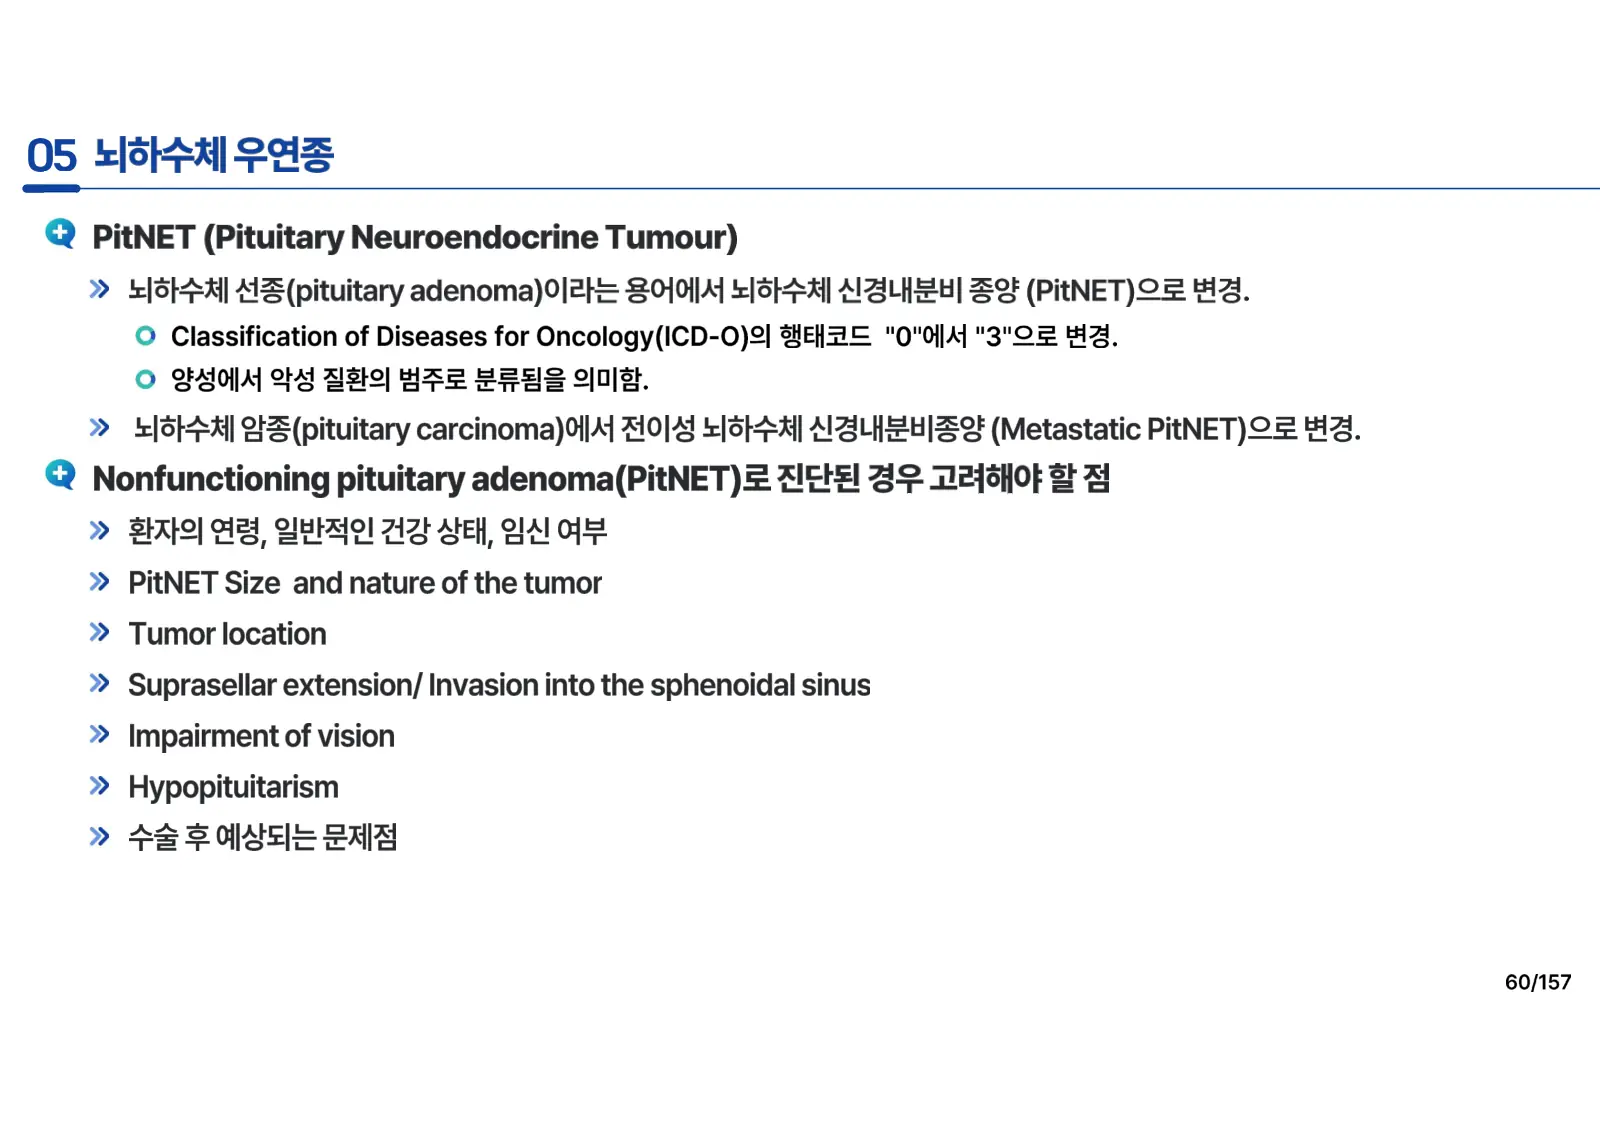 05 뇌하수체 우연종
PitNET (Pituitary Neuroendocrine Tumour)
뇌하수체 선종(pituitary adenoma)이라는 용어에서 뇌하수체 신경내분비 종양 (PitNET)으로 변경.
Classification of Diseases for Oncology(ICD-O)의 행태코드 "0"에서 "3"으로 변경.
양성에서 악성 질환의 범주로 분류됨을 의미함.
뇌하수체 암종(pituitary carcinoma)에서 전이성 뇌하수체 신경내분비종양 (Metastatic PitNET)으로 변경.
Nonfunctioning pituitary adenoma(PitNET)로 진단된 경우 고려해야 할 점
환자의 연령, 일반적인 건강 상태, 임신 여부
PitNET Size and nature of the tumor
Tumor location
Suprasellar extension/ Invasion into the sphenoidal sinus
Impairment of vision
Hypopituitarism
수술 후 예상되는 문제점
60/157